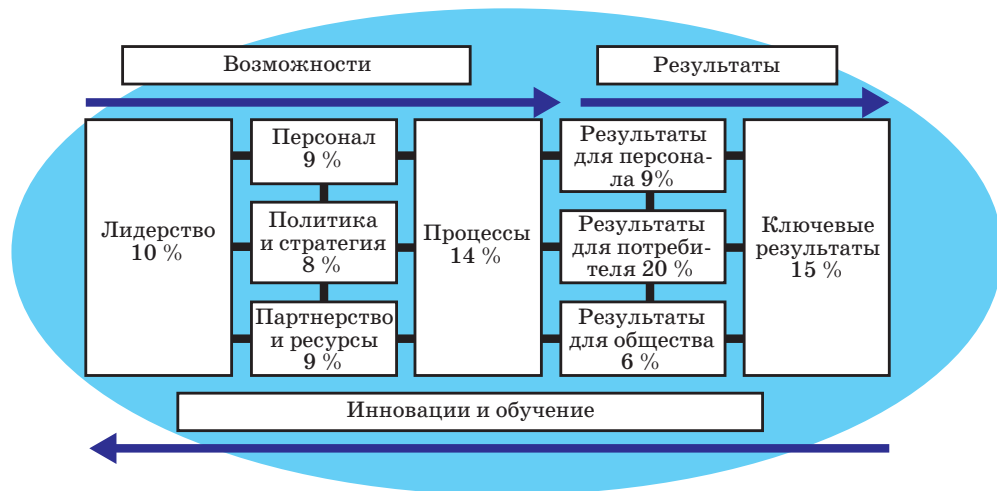 Возможности
Результаты
Лидерство
10 %
Персонал
9 %
Политика
и стратегия
8 %
Партнерство
и ресурсы
9 %
Процессы
14 %
Результаты
для персона-
ла 9%
Результаты
для потреби-
теля 20 %
Результаты
для общества
6 %
Ключевые
результаты
15 %
Инновации и обучение